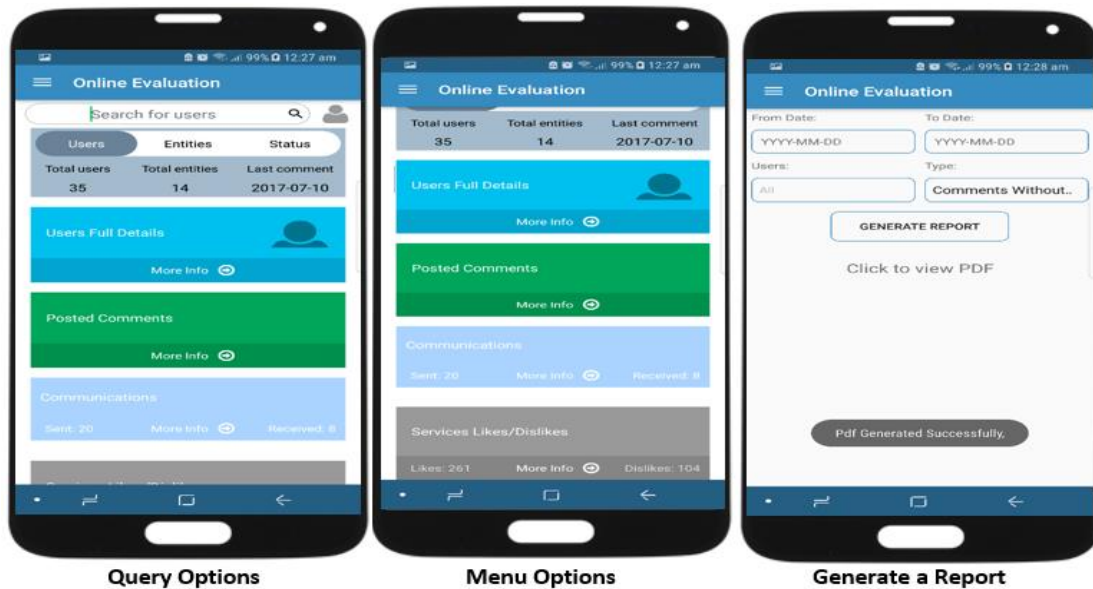 99% 12:27 am
Online Evaluation
Search for users
Users Entities Status
Total users Total entities Last comment
35 14 2017-07-10
Users Full Details
More Info
Posted Comments
More Info
Communications
Sent: 20 More Info Received: 8
Query Options
99% 12:27 am
Online Evaluation
Total users Total entities Last comment
35 14 2017-07-10
Users Full Details
More Info
Posted Comments
More Info
Communications
Sent: 20 More Info Received: 8
Services Likes/Dislikes
Likes: 261 More Info Dislikes: 104
Menu Options
99% 12:28 am
Online Evaluation
From Date: To Date:
YYYY-MM-DD YYYY-MM-DD
Users: Type:
All Comments Without..
GENERATE REPORT
Click to view PDF
Pdf Generated Successfully,
Generate a Report